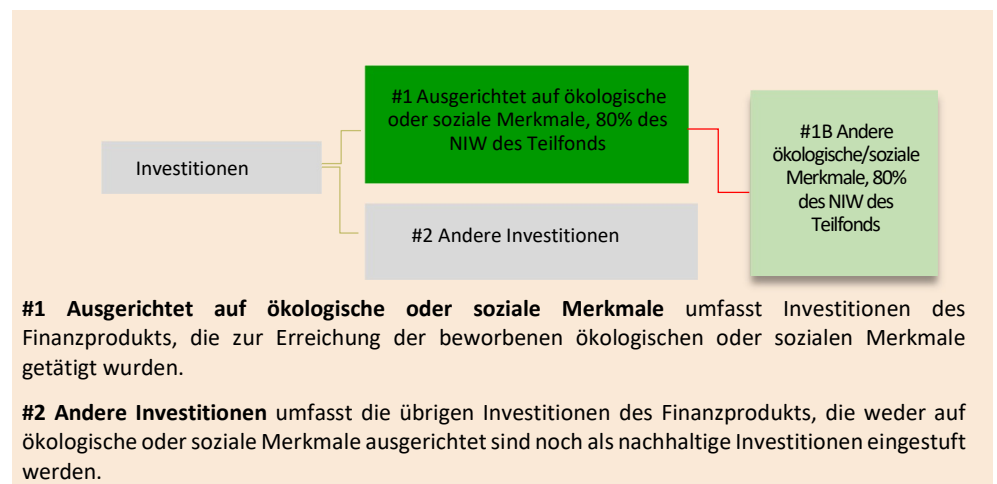 #1 Ausgerichtet auf ökologische
oder soziale Merkmale, 80% des
NIW des Teilfonds
Investitionen
#2 Andere Investitionen
#1B Andere
ökologische/soziale
Merkmale, 80%
des NIW des
Teilfonds
#1 Ausgerichtet auf ökologische oder soziale Merkmale umfasst Investitionen des
Finanzprodukts, die zur Erreichung der beworbenen ökologischen oder sozialen Merkmale
getätigt wurden.
#2 Andere Investitionen umfasst die übrigen Investitionen des Finanzprodukts, die weder auf
ökologische oder soziale Merkmale ausgerichtet sind noch als nachhaltige Investitionen eingestuft
werden.